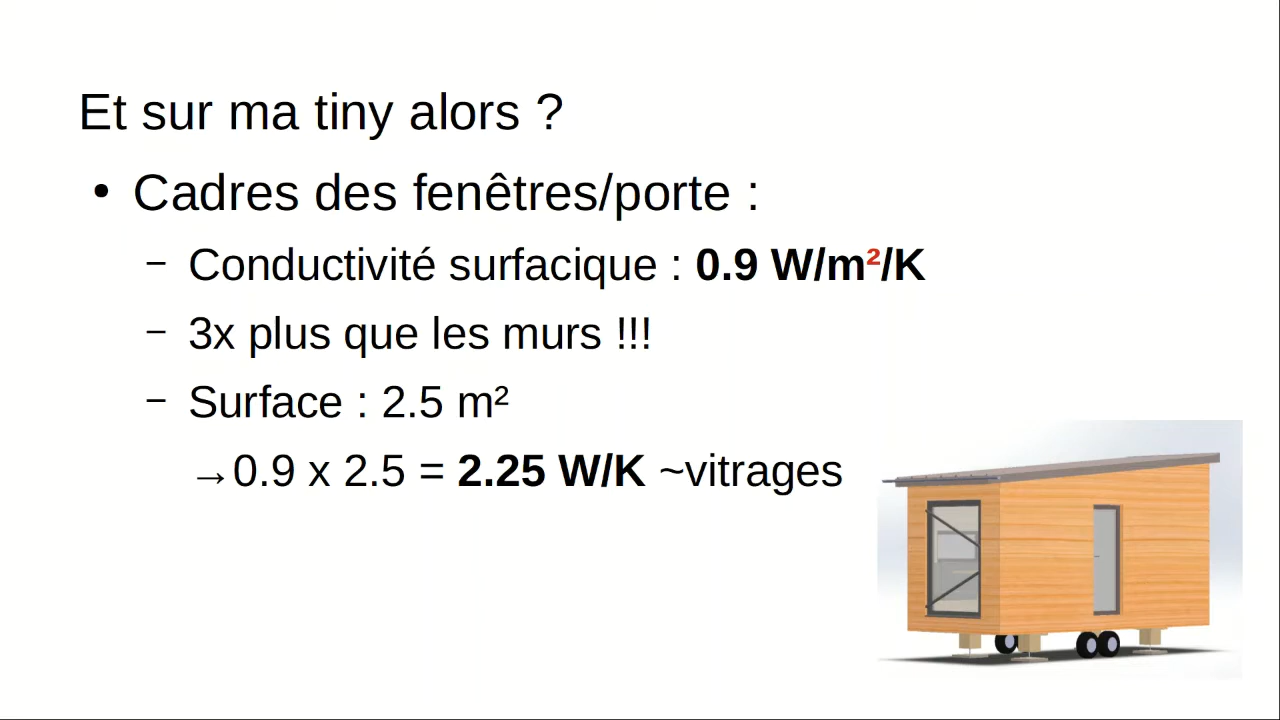 Et sur ma tiny alors ?
• Cadres des fenêtres/porte :
– Conductivité surfacique : 0.9 W/m²/K
– 3x plus que les murs !!!
– Surface : 2.5 m²
→0.9 x 2.5 = 2.25 W/K ~vitrages